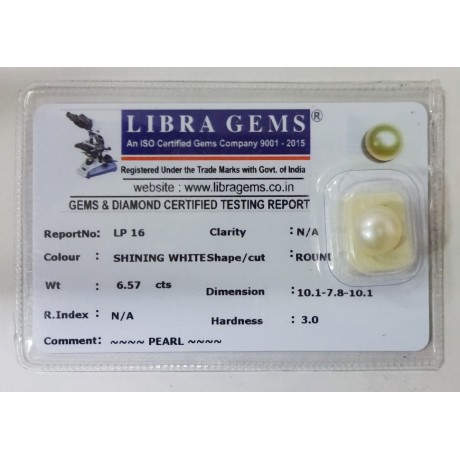 LIBRA GEMS®
An ISO Certified Gems Company 9001 - 2015
Registered Under the Trade Marks with Govt. of India
website : www.libragems.co.in
GEMS & DIAMOND CERTIFIED TESTING REPORT
ReportNo: LP 16 Clarity : N/A
Colour : SHINING WHITE Shape/cut : ROUND
Wt : 6.57 cts Dimension : 10.1-7.8-10.1
R.Index : N/A Hardness : 3.0
Comment: ~~~~ PEARL ~~~~